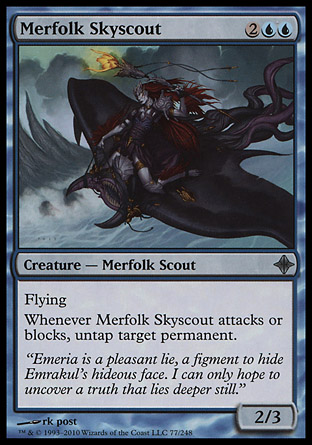 Merfolk Skyscout 2
Creature — Merfolk Scout
Flying
Whenever Merfolk Skyscout attacks or
blocks, untap target permanent.
“Emeria is a pleasant lie, a figment to hide
Emrakul’s hideous face. I can only hope to
uncover a truth that lies deeper still.”
rk post
™ & © 1993-2010 Wizards of the Coast LLC 77/248
2/3